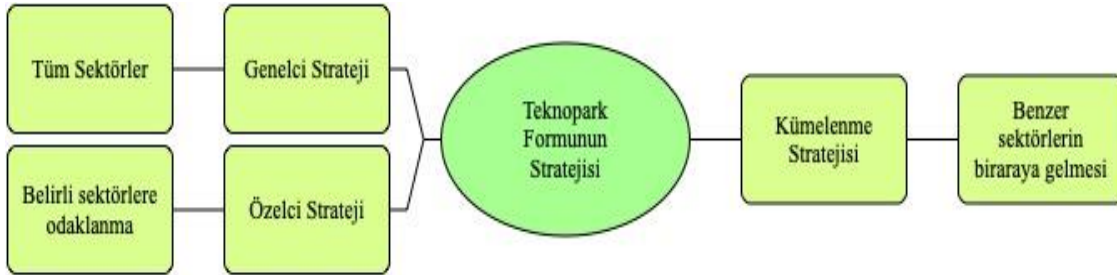 Tüm Sektörler
Genelci Strateji
Belirli sektörlere
odaklanma
Özelci Strateji
Teknopark
Formunun
Stratejisi
Kümelenme
Stratejisi
Benzer
sektörlerin
biraraya gelmesi